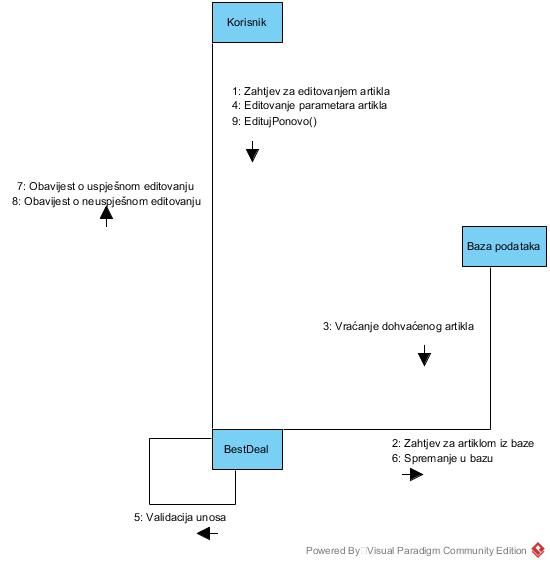 Korisnik
1: Zahtjev za editovanjem artikla
4: Editovanje parametara artikla
9: EditujPonovo()
7: Obavijest o uspješnom editovanju
8: Obavijest o neuspješnom editovanju
Baza podataka
3: Vraćanje dohvaćenog artikla
BestDeal
2: Zahtjev za artiklom iz baze
6: Spremanje u bazu
5: Validacija unosa
Powered By Visual Paradigm Community Edition